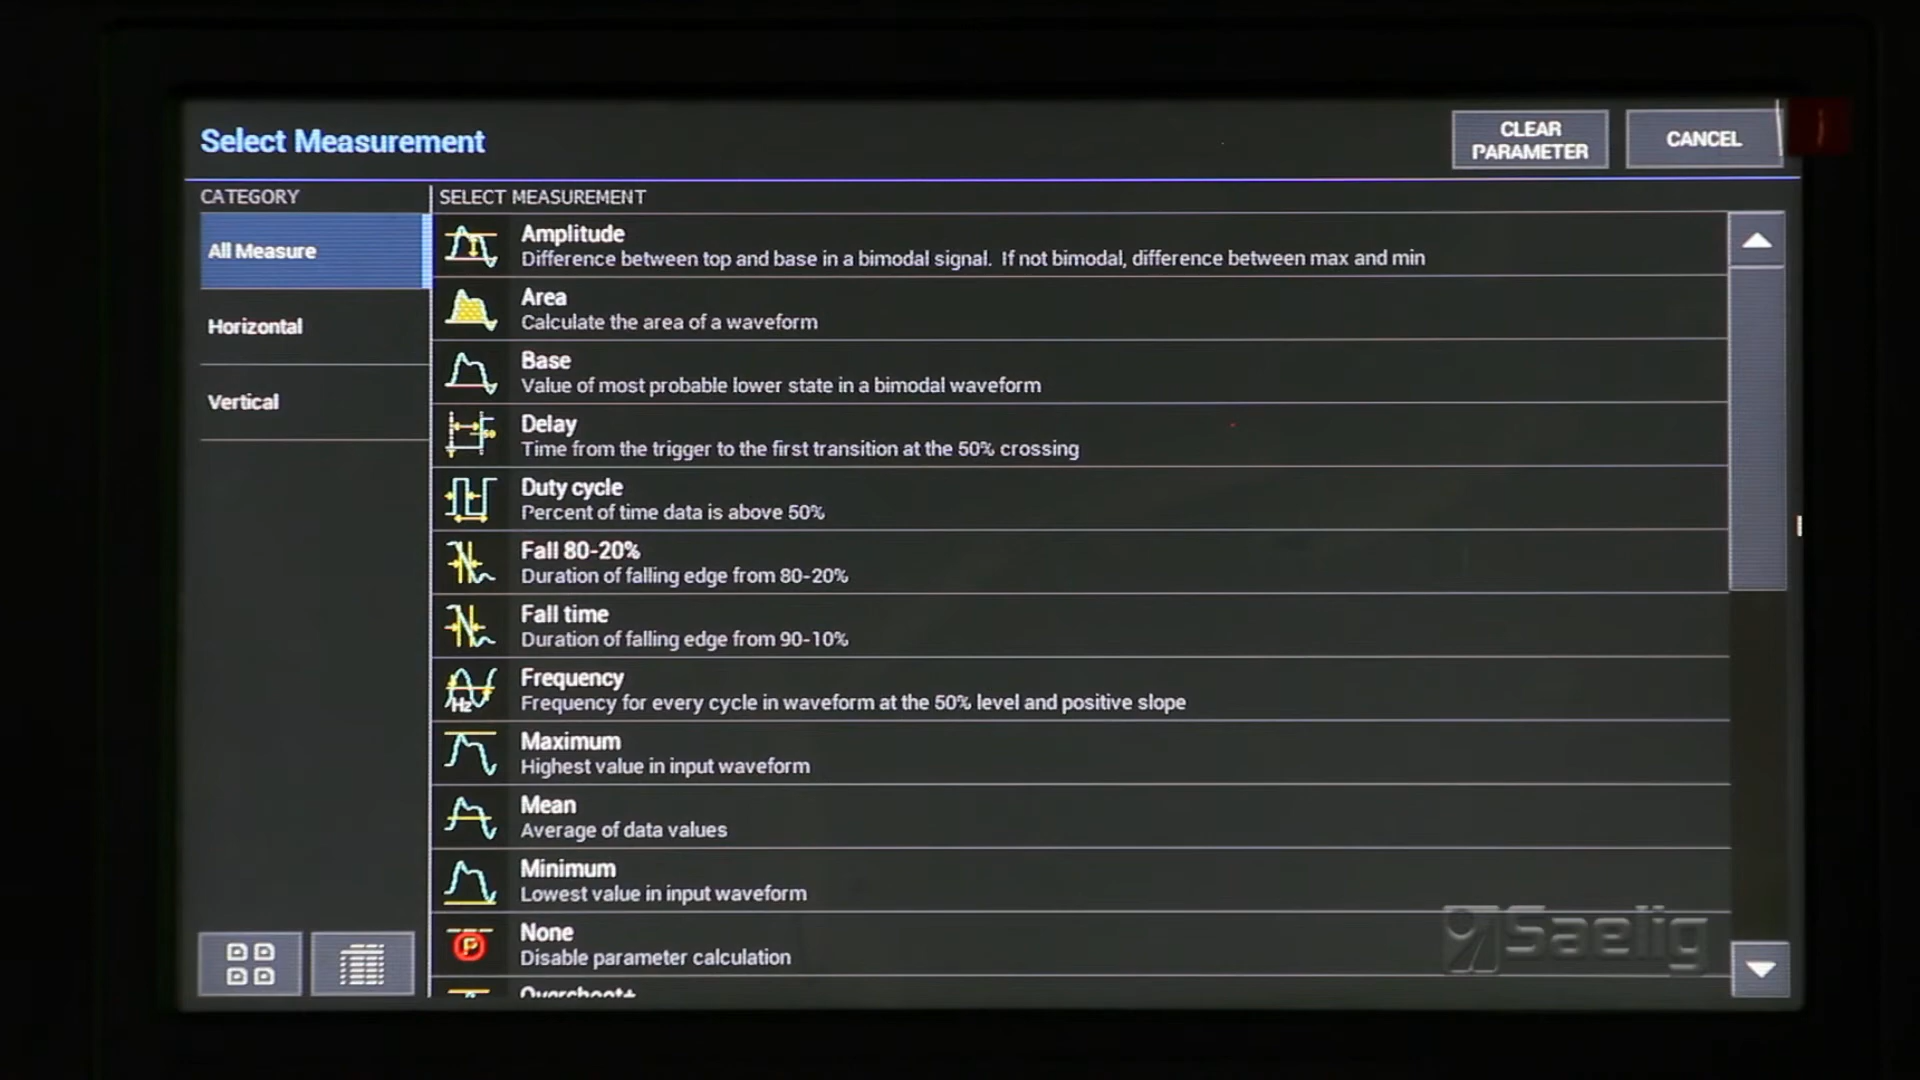 Select Measurement
CLEAR
PARAMETER
CANCEL
CATEGORY
SELECT MEASUREMENT
All Measure
Horizontal
Vertical
Amplitude
Difference between top and base in a bimodal signal. If not bimodal, difference between max and min
Area
Calculate the area of a waveform
Base
Value of most probable lower state in a bimodal waveform
Delay
Time from the trigger to the first transition at the 50% crossing
Duty cycle
Percent of time data is above 50%
Fall 80-20%
Duration of falling edge from 80-20%
Fall time
Duration of falling edge from 90-10%
Hz
Frequency
Frequency for every cycle in waveform at the 50% level and positive slope
Maximum
Highest value in input waveform
Mean
Average of data values
Minimum
Lowest value in input waveform
P
None
Disable parameter calculation
Overshoot+
Saelig